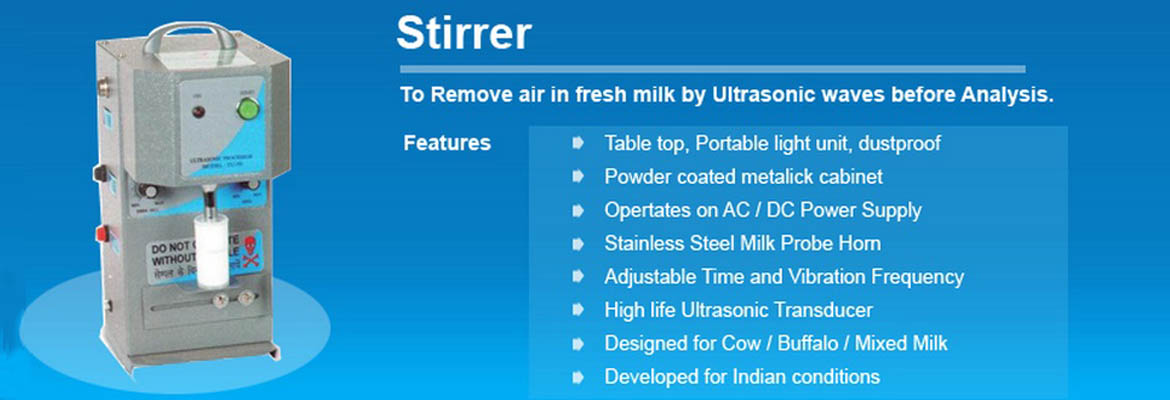 Stirrer
To Remove air in fresh milk by Ultrasonic waves before Analysis.
Features
Table top, Portable light unit, dustproof
Powder coated metalick cabinet
Opertates on AC / DC Power Supply
Stainless Steel Milk Probe Horn
Adjustable Time and Vibration Frequency
High life Ultrasonic Transducer
Designed for Cow / Buffalo / Mixed Milk
Developed for Indian conditions
ULTRASONIC PROCESSOR
DO NOT
WITHOUT